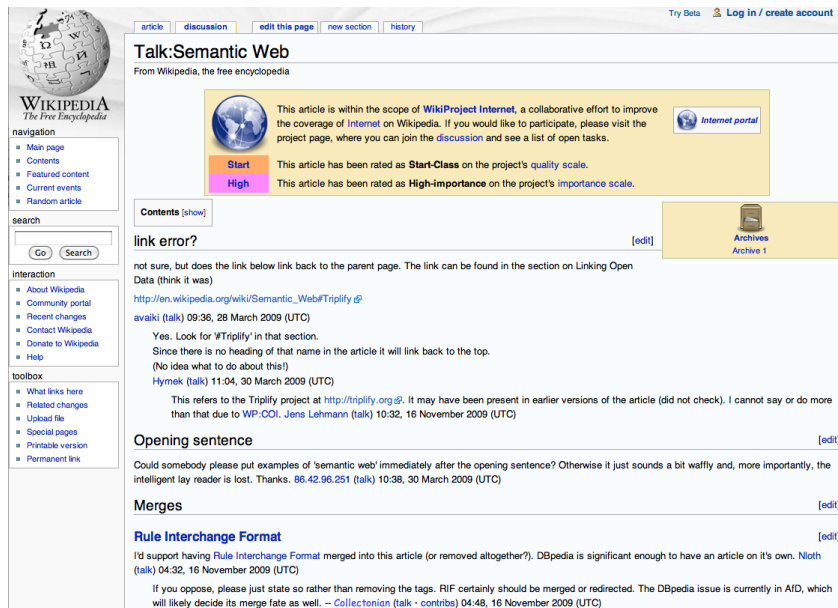 Try Beta Log in / create account
article discussion edit this page new section history
Talk:Semantic Web
From Wikipedia, the free encyclopedia
WIKIPEDIA
The Free Encyclopedia
navigation
Main page
Contents
Featured content
Current events
Random article
search
Go Search
interaction
About Wikipedia
Community portal
Recent changes
Contact Wikipedia
Donate to Wikipedia
Help
toolbox
What links here
Related changes
Upload file
Special pages
Printable version
Permanent link
This article is within the scope of WikiProject Internet, a collaborative effort to improve
the coverage of Internet on Wikipedia. If you would like to participate, please visit the
project page, where you can join the discussion and see a list of open tasks.
Internet portal
Start This article has been rated as Start-Class on the project's quality scale.
High This article has been rated as High-importance on the project's importance scale.
Contents [show]
Archives
Archive 1
link error? [edit]
not sure, but does the link below link back to the parent page. The link can be found in the section on Linking Open
Data (think it was)
http://en.wikipedia.org/wiki/Semantic_Web#Triplify
avaiki (talk) 09:36, 28 March 2009 (UTC)
Yes. Look for '#Triplify' in that section.
Since there is no heading of that name in the article it will link back to the top.
(No idea what to do about this!)
Hymek (talk) 11:04, 30 March 2009 (UTC)
This refers to the Triplify project at http://triplify.org. It may have been present in earlier versions of the article (did not check). I cannot say or do more
than that due to WP:COI. Jens Lehmann (talk) 10:32, 16 November 2009 (UTC)
Opening sentence [edit]
Could somebody please put examples of 'semantic web' immediately after the opening sentence? Otherwise it just sounds a bit waffly and, more importantly, the
intelligent lay reader is lost. Thanks. 86.42.96.251 (talk) 10:38, 30 March 2009 (UTC)
Merges [edit]
Rule Interchange Format [edit]
I'd support having Rule Interchange Format merged into this article (or removed altogether?). DBpedia is significant enough to have an article on it's own. Nloth
(talk) 04:32, 16 November 2009 (UTC)
If you oppose, please just state so rather than removing the tags. RIF certainly should be merged or redirected. The DBpedia issue is currently in AfD, which
will likely decide its merge fate as well. -- Collectonian (talk · contribs) 04:48, 16 November 2009 (UTC)